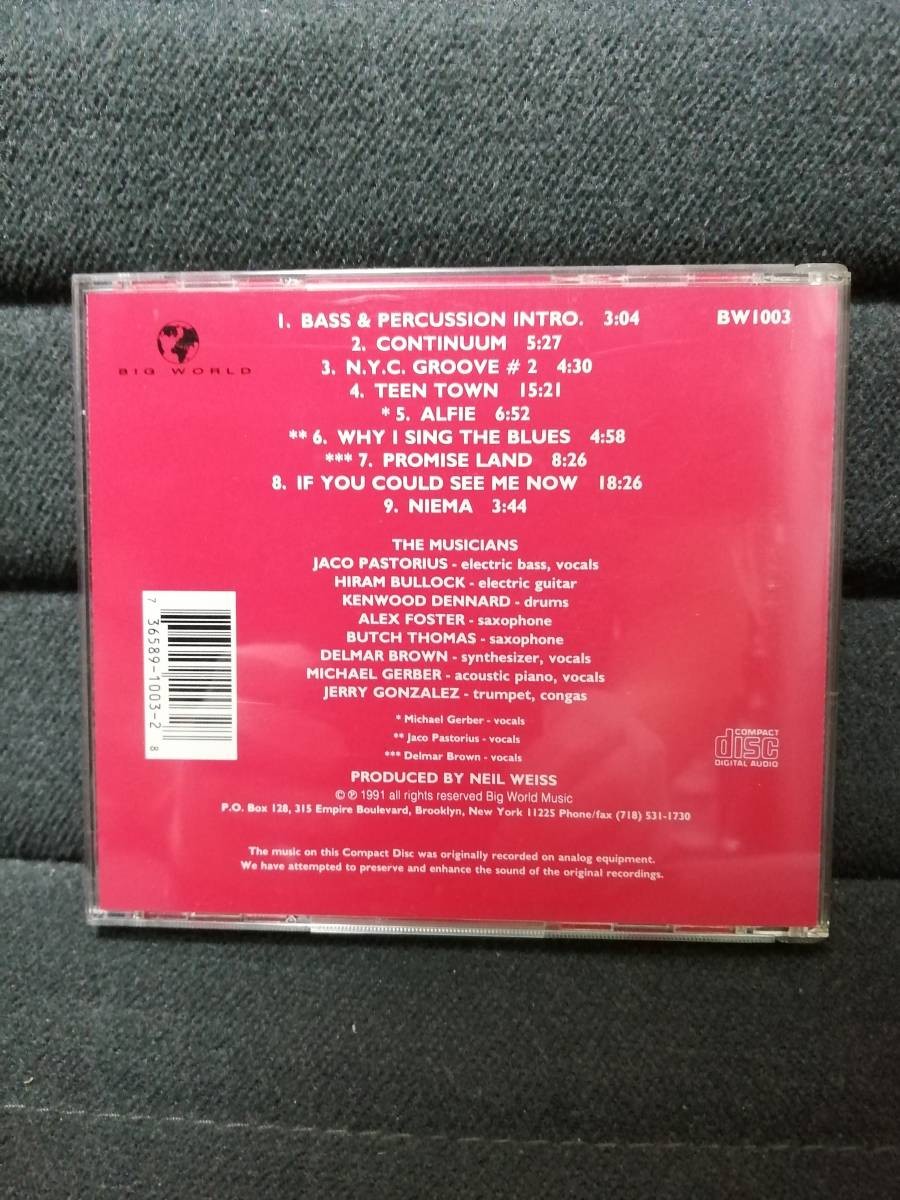 1. BASS & PERCUSSION INTRO. 3:04
BW1003
2. CONTINUUM 5:27
BIG WORLD
3. N.Y.C. GROOVE # 2 4:30
4. TEEN TOWN 15:21
* 5. ALFIE 6:52
** 6. WHY I SING THE BLUES 4:58
*** 7. PROMISE LAND 8:26
8. IF YOU COULD SEE ME NOW 18:26
9. NIEMA 3:44
THE MUSICIANS
JACO PASTORIUS - electric bass, vocals
HIRAM BULLOCK - electric guitar
KENWOOD DENNARD - drums
ALEX FOSTER - saxophone
BUTCH THOMAS - saxophone
DELMAR BROWN - synthesizer, vocals
MICHAEL GERBER - acoustic piano, vocals
JERRY GONZALEZ - trumpet, congas
* Michael Gerber - vocals
** Jaco Pastorius - vocals
*** Delmar Brown - vocals
7 36589-1003-2 8
COMPACT
disc
DIGITAL AUDIO
PRODUCED BY NEIL WEISS
© ℗ 1991 all rights reserved Big World Music
P.O. Box 128, 315 Empire Boulevard, Brooklyn, New York 11225 Phone/fax (718) 531-1730
The music on this Compact Disc was originally recorded on analog equipment.
We have attempted to preserve and enhance the sound of the original recordings.